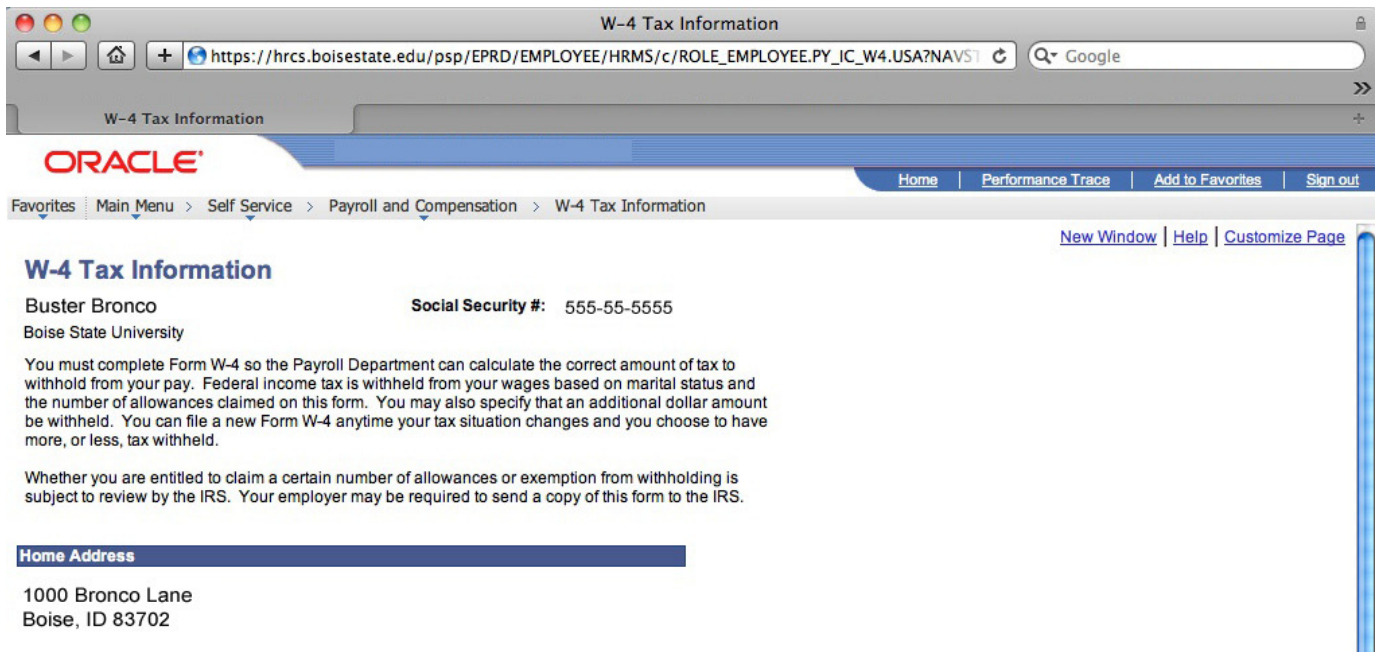 W-4 Tax Information
https://hrcs.boisestate.edu/psp/EPRD/EMPLOYEE/HRMS/c/ROLE_EMPLOYEE.PY_IC_W4.USA?NAVST
Google
W-4 Tax Information
ORACLE
Home | Performance Trace | Add to Favorites | Sign out
Favorites Main Menu > Self Service > Payroll and Compensation > W-4 Tax Information
New Window | Help | Customize Page
W-4 Tax Information
Buster Bronco Social Security #: 555-55-5555
Boise State University
You must complete Form W-4 so the Payroll Department can calculate the correct amount of tax to
withhold from your pay. Federal income tax is withheld from your wages based on marital status and
the number of allowances claimed on this form. You may also specify that an additional dollar amount
be withheld. You can file a new Form W-4 anytime your tax situation changes and you choose to have
more, or less, tax withheld.
Whether you are entitled to claim a certain number of allowances or exemption from withholding is
subject to review by the IRS. Your employer may be required to send a copy of this form to the IRS.
Home Address
1000 Bronco Lane
Boise, ID 83702